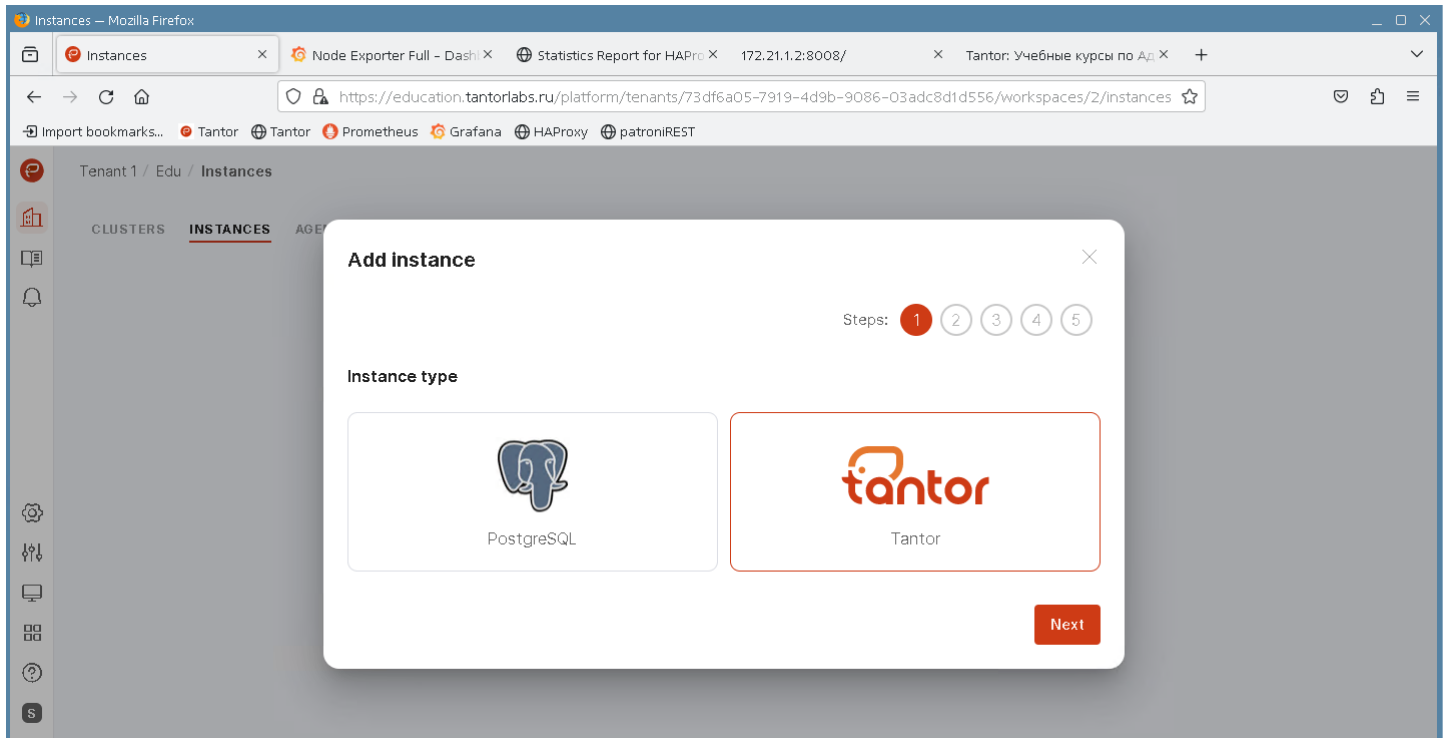 Instances — Mozilla Firefox
Instances
Node Exporter Full – Dash
Statistics Report for HAPro
172.21.1.2:8008/
Tantor: Учебные курсы по Ад
https://education.tantorlabs.ru/platform/tenants/73df6a05-7919-4d9b-9086-03adc8d1d556/workspaces/2/instances
Import bookmarks... Tantor Tantor Prometheus Grafana HAProxy patroniREST
Tenant 1 / Edu / Instances
CLUSTERS INSTANCES AGE
Add instance
Steps: 1 2 3 4 5
Instance type
tantor
PostgreSQL Tantor
Next
S